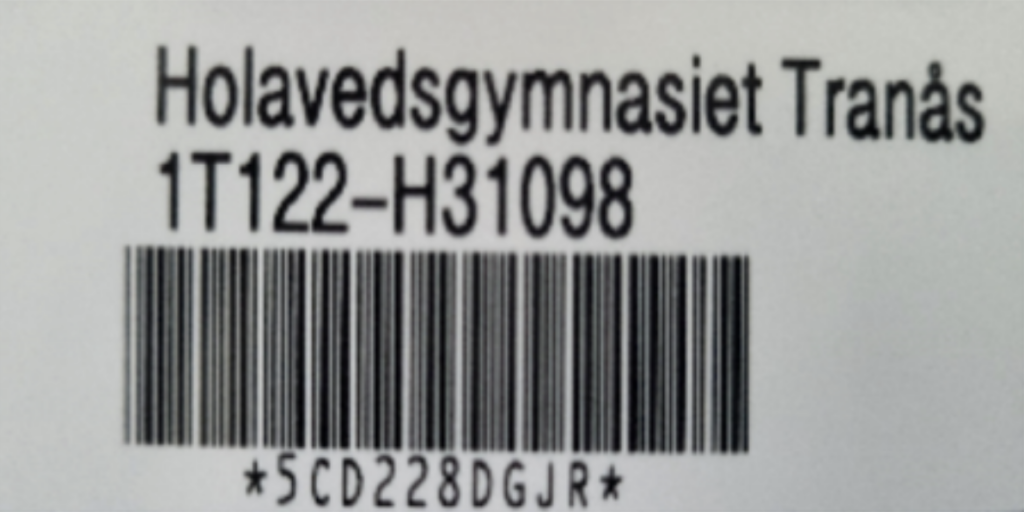 Holavedsgymnasiet Tranås
1T122-H31098
*5CD228DGJR*